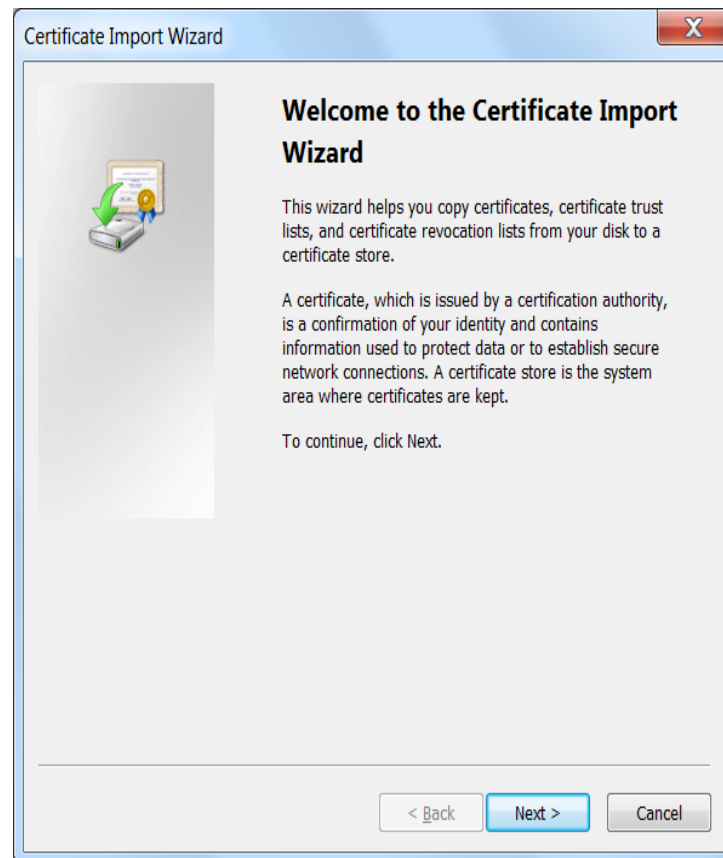 Certificate Import Wizard
X
Welcome to the Certificate Import
Wizard
This wizard helps you copy certificates, certificate trust
lists, and certificate revocation lists from your disk to a
certificate store.
A certificate, which is issued by a certification authority,
is a confirmation of your identity and contains
information used to protect data or to establish secure
network connections. A certificate store is the system
area where certificates are kept.
To continue, click Next.
< Back
Next >
Cancel